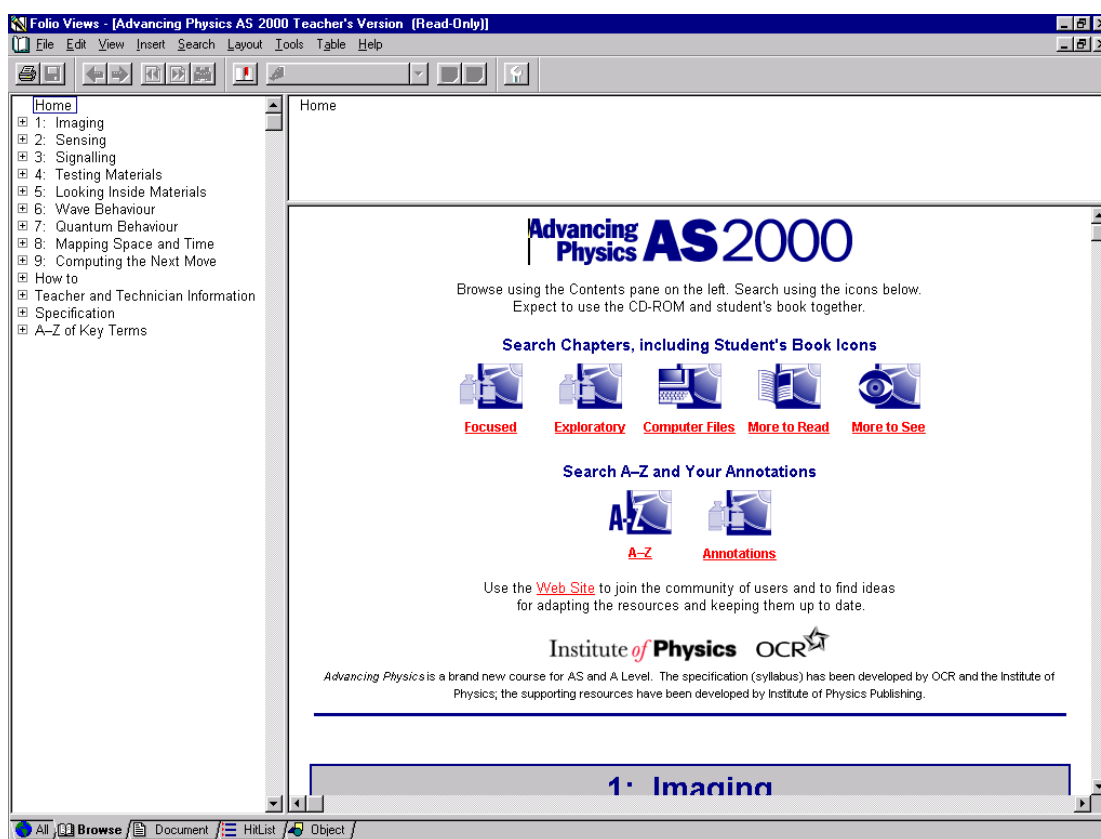 Folio Views - [Advancing Physics AS 2000 Teacher's Version (Read-Only)]
File Edit View Insert Search Layout Tools Table Help
Home
1: Imaging
2: Sensing
3: Signalling
4: Testing Materials
5: Looking Inside Materials
6: Wave Behaviour
7: Quantum Behaviour
8: Mapping Space and Time
9: Computing the Next Move
How to
Teacher and Technician Information
Specification
A–Z of Key Terms
Home
Advancing Physics AS 2000
Browse using the Contents pane on the left. Search using the icons below.
Expect to use the CD-ROM and student's book together.
Search Chapters, including Student's Book Icons
Focused Exploratory Computer Files More to Read More to See
Search A–Z and Your Annotations
A-Z
A–Z Annotations
Use the Web Site to join the community of users and to find ideas
for adapting the resources and keeping them up to date.
Institute of Physics OCR
Advancing Physics is a brand new course for AS and A Level. The specification (syllabus) has been developed by OCR and the Institute of
Physics; the supporting resources have been developed by Institute of Physics Publishing.
1: Imaging
All Browse Document HitList Object